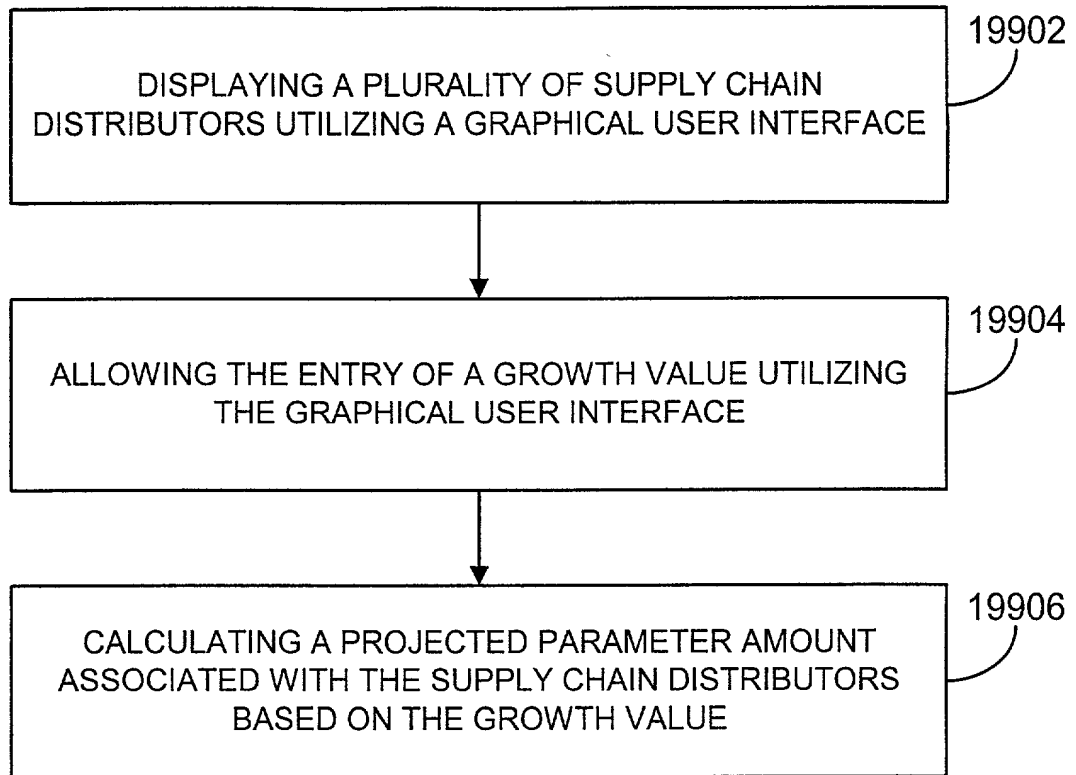 19902
DISPLAYING A PLURALITY OF SUPPLY CHAIN
DISTRIBUTORS UTILIZING A GRAPHICAL USER INTERFACE
19904
ALLOWING THE ENTRY OF A GROWTH VALUE UTILIZING
THE GRAPHICAL USER INTERFACE
19906
CALCULATING A PROJECTED PARAMETER AMOUNT
ASSOCIATED WITH THE SUPPLY CHAIN DISTRIBUTORS
BASED ON THE GROWTH VALUE